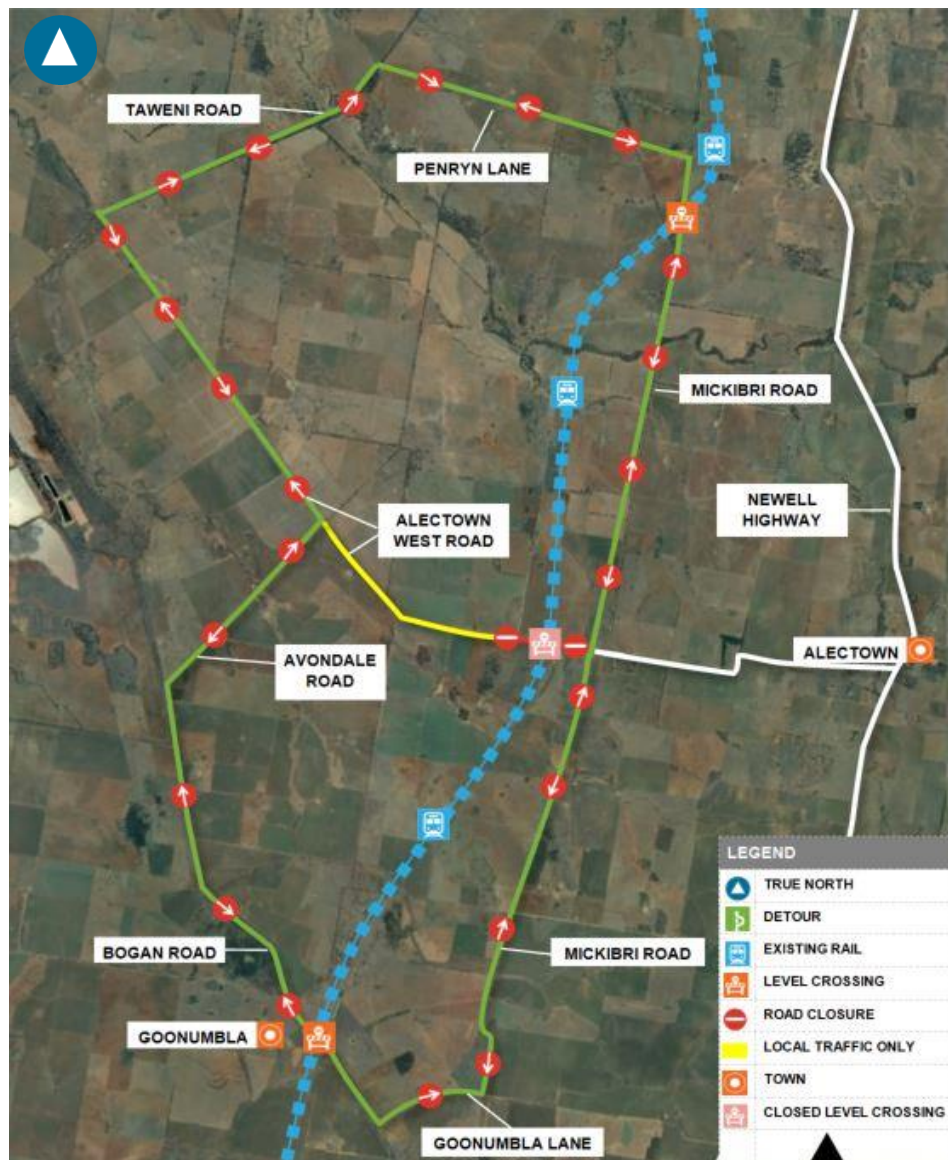 TAWENI ROAD
PENRYN LANE
MICKIBRI ROAD
NEWELL
HIGHWAY
ALECTOWN
WEST ROAD
ALECTOWN
AVONDALE
ROAD
BOGAN ROAD
MICKIBRI ROAD
GOONUMBLA
GOONUMBLA LANE
LEGEND
TRUE NORTH
DETOUR
EXISTING RAIL
LEVEL CROSSING
ROAD CLOSURE
LOCAL TRAFFIC ONLY
TOWN
CLOSED LEVEL CROSSING